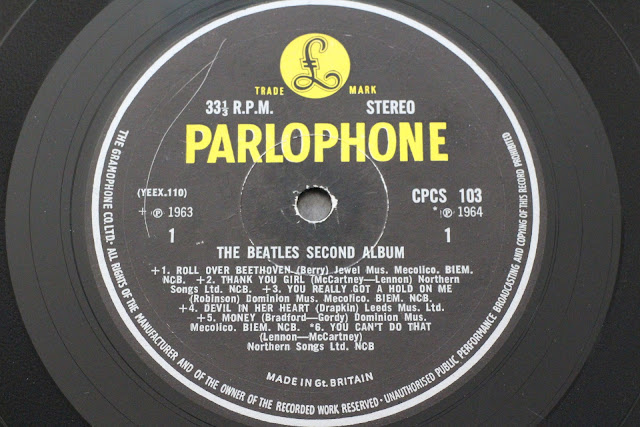 £
TRADE MARK
33⅓ R.P.M. STEREO
PARLOPHONE
(YEEX.110) CPCS 103
+ ℗ 1963 * ℗ 1964
1 1
THE BEATLES SECOND ALBUM
+1. ROLL OVER BEETHOVEN (Berry) Jewel Mus. Mecolico. BIEM.
NCB. +2. THANK YOU GIRL (McCartney—Lennon) Northern
Songs Ltd. NCB. +3. YOU REALLY GOT A HOLD ON ME
(Robinson) Dominion Mus. Mecolico. BIEM. NCB.
+4. DEVIL IN HER HEART (Drapkin) Leeds Mus. Ltd.
+5. MONEY (Bradford—Gordy) Dominion Mus.
Mecolico. BIEM. NCB. *6. YOU CAN'T DO THAT
(Lennon—McCartney)
Northern Songs Ltd. NCB
MADE IN Gt. BRITAIN
THE GRAMOPHONE CO. LTD. · ALL RIGHTS OF THE MANUFACTURER AND OF THE OWNER OF THE RECORDED WORK RESERVED · UNAUTHORISED PUBLIC PERFORMANCE BROADCASTING AND COPYING OF THIS RECORD PROHIBITED